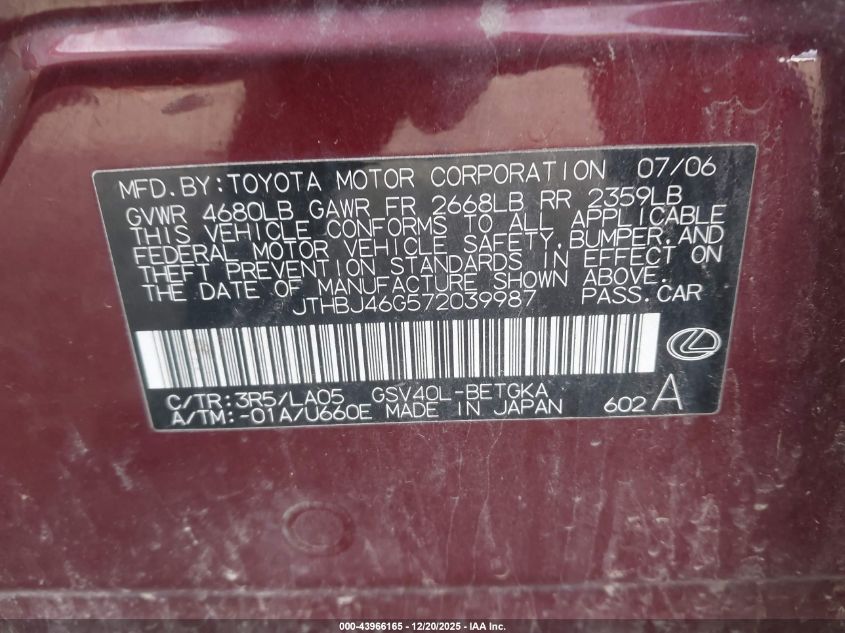 MFD. BY: TOYOTA MOTOR CORPORATION 07/06
GVWR 4680LB GAWR FR 2668LB RR 2359LB
THIS VEHICLE CONFORMS TO ALL APPLICABLE
FEDERAL MOTOR VEHICLE SAFETY, BUMPER, AND
THEFT PREVENTION STANDARDS IN EFFECT ON
THE DATE OF MANUFACTURE SHOWN ABOVE.
JTHBJ46G572039987 PASS. CAR
C/TR: 3R5/LA05 GSV40L-BETGKA
A/TM: -01A/U660E MADE IN JAPAN 602 A
000-43966165 - 12/20/2025 - IAA Inc.